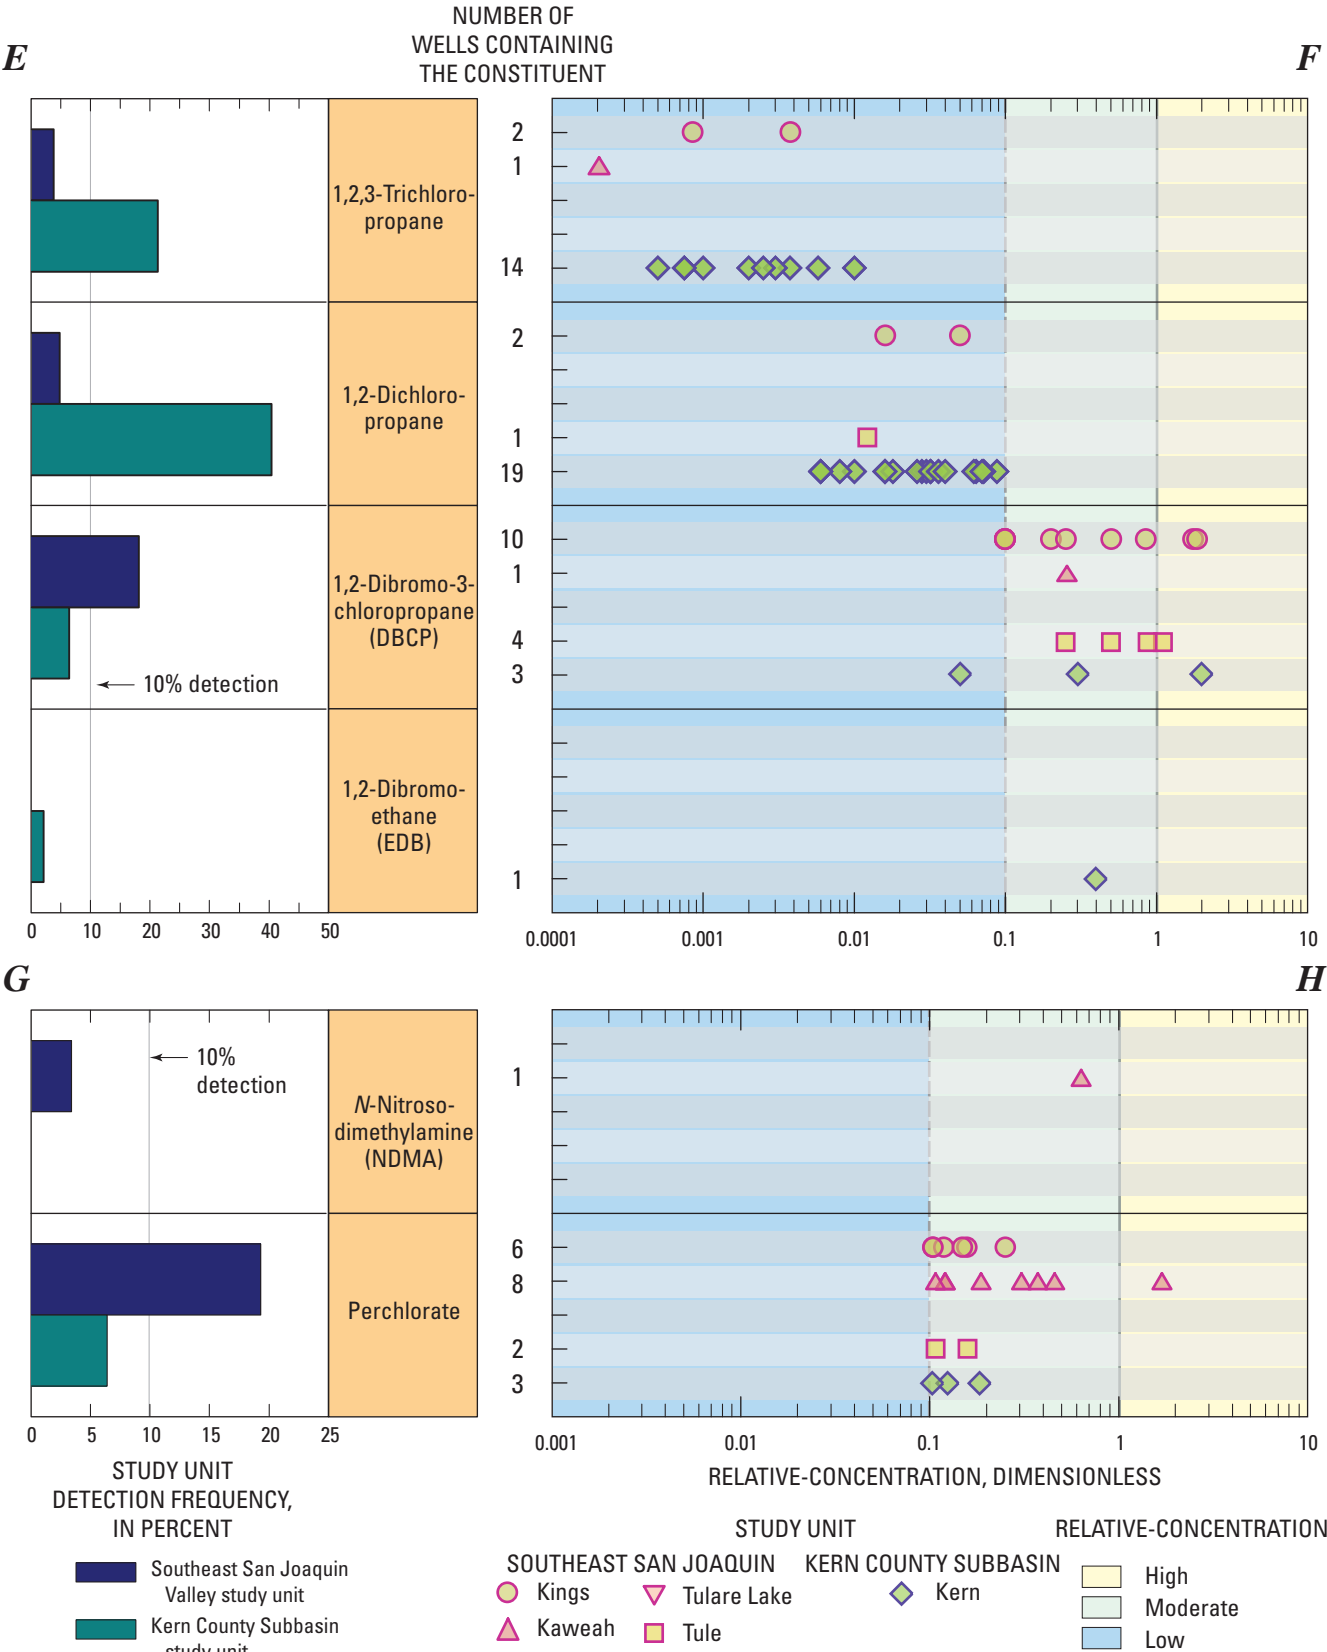 NUMBER OF
WELLS CONTAINING
THE CONSTITUENT
E
F
1,2,3-Trichloro-
propane
2
1
14
1,2-Dichloro-
propane
2
1
19
1,2-Dibromo-3-
chloropropane
(DBCP)
10% detection
10
1
4
3
1,2-Dibromo-
ethane
(EDB)
1
0 10 20 30 40 50
0.0001 0.001 0.01 0.1 1 10
G
H
10%
detection
N-Nitroso-
dimethylamine
(NDMA)
1
Perchlorate
6
8
2
3
0 5 10 15 20 25
0.001 0.01 0.1 1 10
STUDY UNIT
DETECTION FREQUENCY,
IN PERCENT
Southeast San Joaquin
Valley study unit
Kern County Subbasin
study unit
RELATIVE-CONCENTRATION, DIMENSIONLESS
STUDY UNIT
SOUTHEAST SAN JOAQUIN KERN COUNTY SUBBASIN
Kings Tulare Lake Kern
Kaweah Tule
RELATIVE-CONCENTRATION
High
Moderate
Low